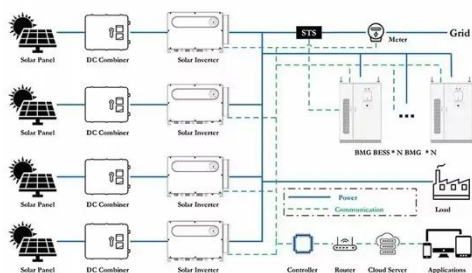 STS
Meter
Grid
Solar Panel
DC Combiner
Solar Inverter
BMG BESS * N BMG * N
Solar Panel
DC Combiner
Solar Inverter
Solar Panel
DC Combiner
Solar Inverter
Power
Communication
Load
Solar Panel
DC Combiner
Solar Inverter
Controller
Router
Cloud Server
Applications